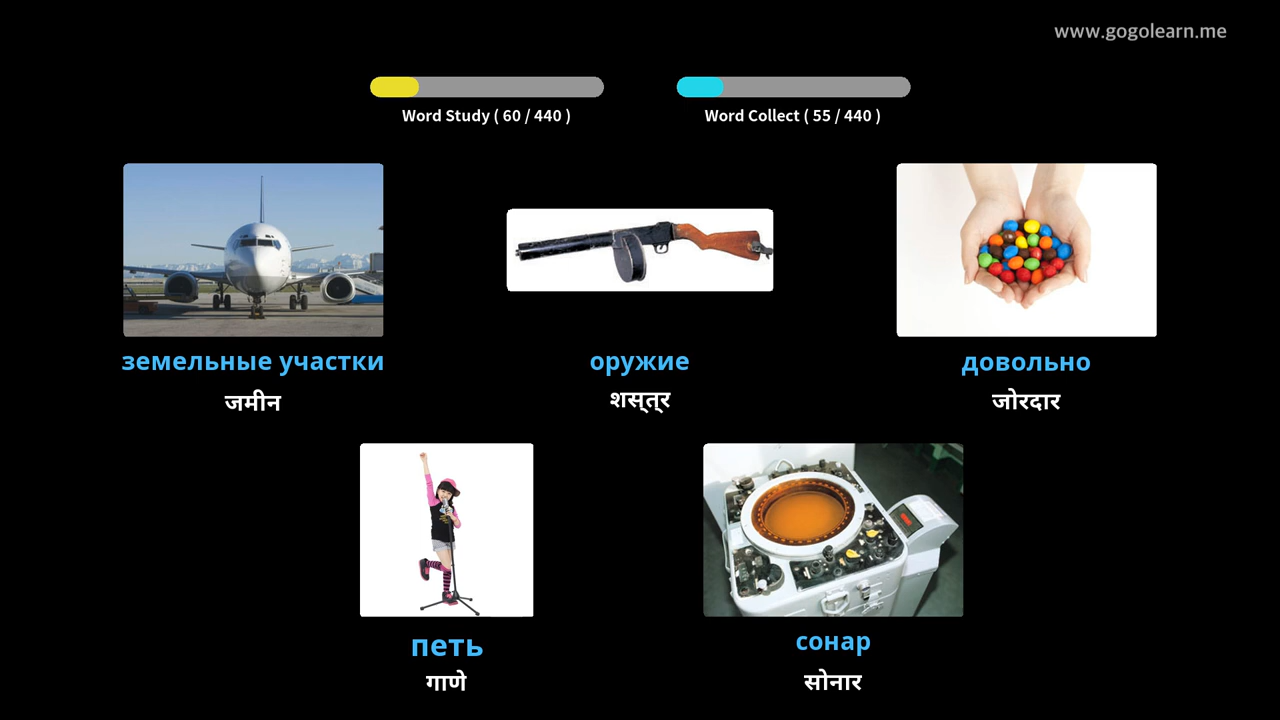 www.gogolearn.me
Word Study ( 60 / 440 )
Word Collect ( 55 / 440 )
земельные участки
जमीन
оружие
शस्त्र
довольно
जोरदार
петь
गाणे
сонар
सोनार